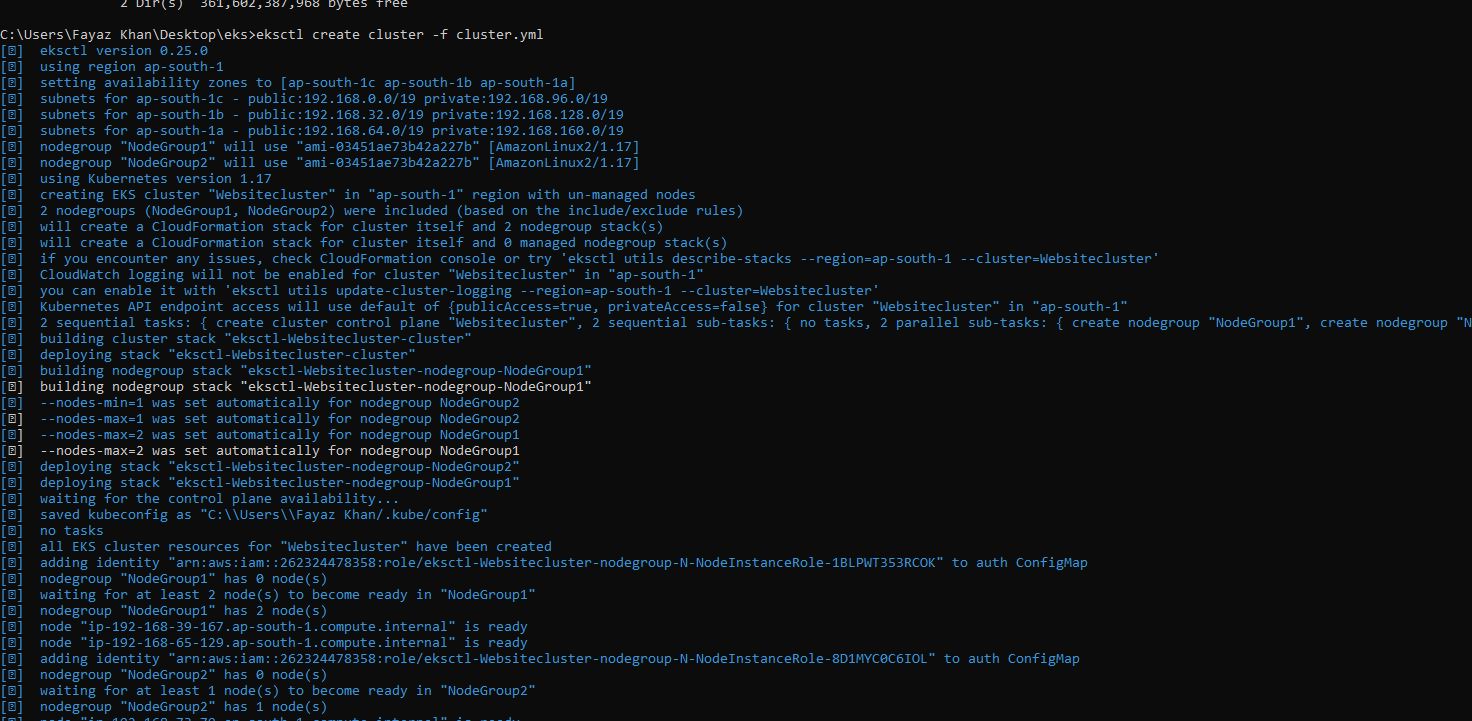 2 Dir(s)  361,602,387,968 bytes free
C:\Users\Fayaz Khan\Desktop\eks>eksctl create cluster -f cluster.yml
[ℹ]  eksctl version 0.25.0
[ℹ]  using region ap-south-1
[ℹ]  setting availability zones to [ap-south-1c ap-south-1b ap-south-1a]
[ℹ]  subnets for ap-south-1c - public:192.168.0.0/19 private:192.168.96.0/19
[ℹ]  subnets for ap-south-1b - public:192.168.32.0/19 private:192.168.128.0/19
[ℹ]  subnets for ap-south-1a - public:192.168.64.0/19 private:192.168.160.0/19
[ℹ]  nodegroup "NodeGroup1" will use "ami-03451ae73b42a227b" [AmazonLinux2/1.17]
[ℹ]  nodegroup "NodeGroup2" will use "ami-03451ae73b42a227b" [AmazonLinux2/1.17]
[ℹ]  using Kubernetes version 1.17
[ℹ]  creating EKS cluster "Websitecluster" in "ap-south-1" region with un-managed nodes
[ℹ]  2 nodegroups (NodeGroup1, NodeGroup2) were included (based on the include/exclude rules)
[ℹ]  will create a CloudFormation stack for cluster itself and 2 nodegroup stack(s)
[ℹ]  will create a CloudFormation stack for cluster itself and 0 managed nodegroup stack(s)
[ℹ]  if you encounter any issues, check CloudFormation console or try 'eksctl utils describe-stacks --region=ap-south-1 --cluster=Websitecluster'
[ℹ]  CloudWatch logging will not be enabled for cluster "Websitecluster" in "ap-south-1"
[ℹ]  you can enable it with 'eksctl utils update-cluster-logging --region=ap-south-1 --cluster=Websitecluster'
[ℹ]  Kubernetes API endpoint access will use default of {publicAccess=true, privateAccess=false} for cluster "Websitecluster" in "ap-south-1"
[ℹ]  2 sequential tasks: { create cluster control plane "Websitecluster", 2 sequential sub-tasks: { no tasks, 2 parallel sub-tasks: { create nodegroup "NodeGroup1", create nodegroup "N
[ℹ]  building cluster stack "eksctl-Websitecluster-cluster"
[ℹ]  deploying stack "eksctl-Websitecluster-cluster"
[ℹ]  building nodegroup stack "eksctl-Websitecluster-nodegroup-NodeGroup1"
[ℹ]  building nodegroup stack "eksctl-Websitecluster-nodegroup-NodeGroup1"
[ℹ]  --nodes-min=1 was set automatically for nodegroup NodeGroup2
[ℹ]  --nodes-max=1 was set automatically for nodegroup NodeGroup2
[ℹ]  --nodes-max=2 was set automatically for nodegroup NodeGroup1
[ℹ]  --nodes-max=2 was set automatically for nodegroup NodeGroup1
[ℹ]  deploying stack "eksctl-Websitecluster-nodegroup-NodeGroup2"
[ℹ]  deploying stack "eksctl-Websitecluster-nodegroup-NodeGroup1"
[ℹ]  waiting for the control plane availability...
[ℹ]  saved kubeconfig as "C:\\Users\\Fayaz Khan/.kube/config"
[ℹ]  no tasks
[ℹ]  all EKS cluster resources for "Websitecluster" have been created
[ℹ]  adding identity "arn:aws:iam::262324478358:role/eksctl-Websitecluster-nodegroup-N-NodeInstanceRole-1BLPWT353RCOK" to auth ConfigMap
[ℹ]  nodegroup "NodeGroup1" has 0 node(s)
[ℹ]  waiting for at least 2 node(s) to become ready in "NodeGroup1"
[ℹ]  nodegroup "NodeGroup1" has 2 node(s)
[ℹ]  node "ip-192-168-39-167.ap-south-1.compute.internal" is ready
[ℹ]  node "ip-192-168-65-129.ap-south-1.compute.internal" is ready
[ℹ]  adding identity "arn:aws:iam::262324478358:role/eksctl-Websitecluster-nodegroup-N-NodeInstanceRole-8D1MYC0C6IOL" to auth ConfigMap
[ℹ]  nodegroup "NodeGroup2" has 0 node(s)
[ℹ]  waiting for at least 1 node(s) to become ready in "NodeGroup2"
[ℹ]  nodegroup "NodeGroup2" has 1 node(s)